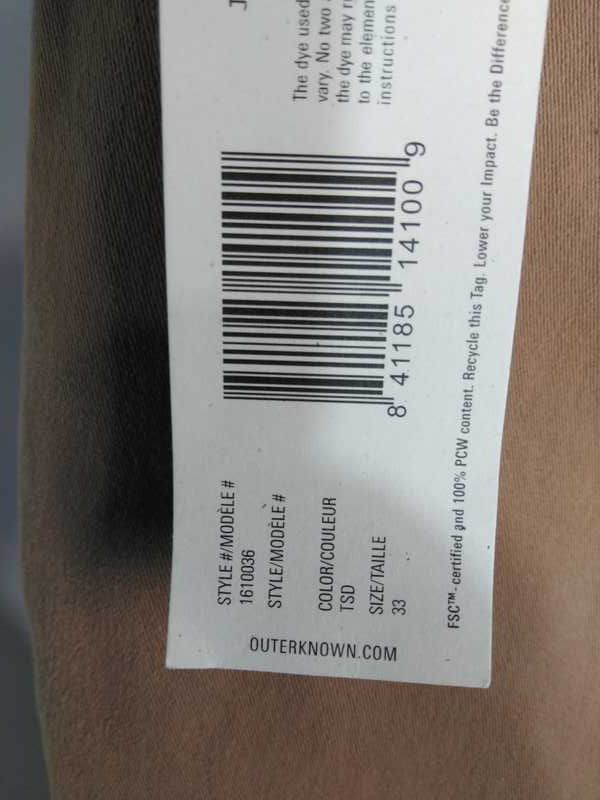 J
The dye used
vary. No two
the dye may
to the elemen
instructions
8 41185 14100 9
STYLE #/MODÈLE #
1610036
STYLE/MODÈLE #
COLOR/COULEUR
TSD
SIZE/TAILLE
33
OUTERKNOWN.COM
FSC™- certified and 100% PCW content. Recycle this Tag. Lower your Impact. Be the Difference